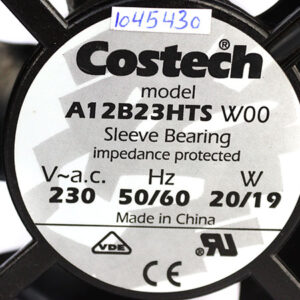 1045430
Costech®
model
A12B23HTS W00
Sleeve Bearing
impedance protected
V~a.c. Hz W
230 50/60 20/19
Made in China
VDE RU
CE